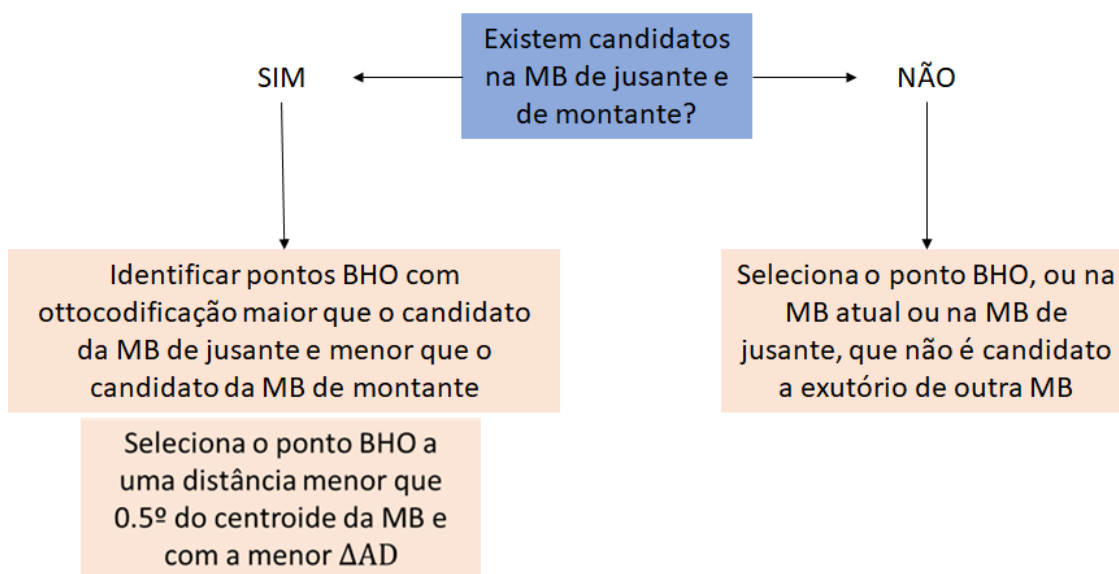 Existem candidatos
na MB de jusante e
de montante?
SIM
NÃO
Identificar pontos BHO com
ottocodificação maior que o candidato
da MB de jusante e menor que o
candidato da MB de montante
Seleciona o ponto BHO a
uma distância menor que
0.5º do centroide da MB e
com a menor ΔAD
Seleciona o ponto BHO, ou na
MB atual ou na MB de
jusante, que não é candidato
a exutório de outra MB